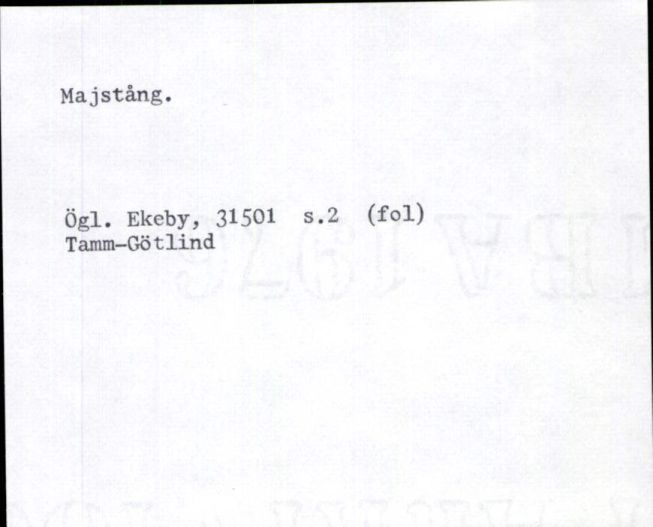 Majstång.
Ögl. Ekeby, 31501 s.2 (fol)
Tamm-Götlind